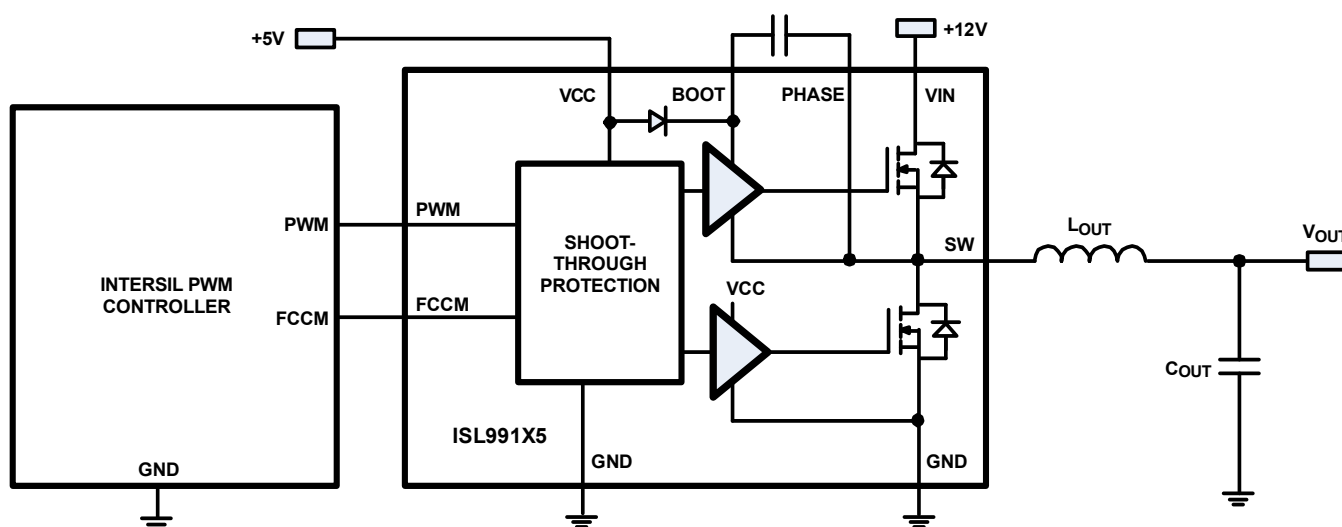 +5V
+12V
VCC
BOOT
PHASE
VIN
PWM
PWM
SHOOT-
THROUGH
PROTECTION
SW
LOUT
VOUT
INTERSIL PWM
CONTROLLER
VCC
FCCM
FCCM
COUT
ISL991X5
GND
GND
GND